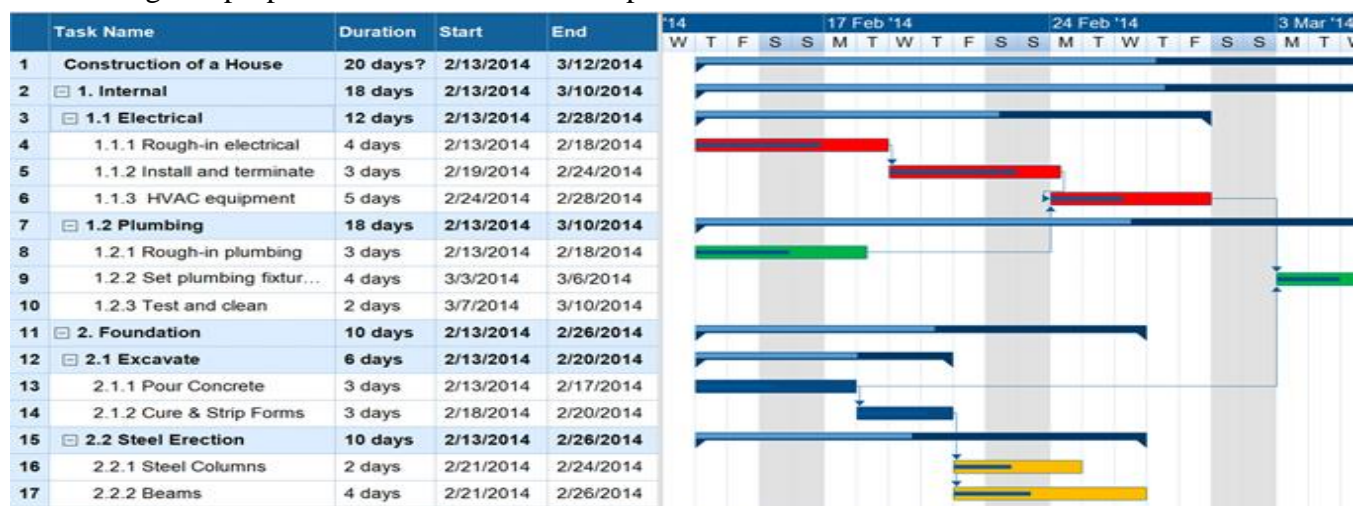 Task Name Duration Start End '14 17 Feb '14 24 Feb '14 3 Mar '14
W T F S S M T W T F S S M T W T F S S M T
1 Construction of a House 20 days? 2/13/2014 3/12/2014
2 1. Internal 18 days 2/13/2014 3/10/2014
3 1.1 Electrical 12 days 2/13/2014 2/28/2014
4 1.1.1 Rough-in electrical 4 days 2/13/2014 2/18/2014
5 1.1.2 Install and terminate 3 days 2/19/2014 2/24/2014
6 1.1.3 HVAC equipment 5 days 2/24/2014 2/28/2014
7 1.2 Plumbing 18 days 2/13/2014 3/10/2014
8 1.2.1 Rough-in plumbing 3 days 2/13/2014 2/18/2014
9 1.2.2 Set plumbing fixtur... 4 days 3/3/2014 3/6/2014
10 1.2.3 Test and clean 2 days 3/7/2014 3/10/2014
11 2. Foundation 10 days 2/13/2014 2/26/2014
12 2.1 Excavate 6 days 2/13/2014 2/20/2014
13 2.1.1 Pour Concrete 3 days 2/13/2014 2/17/2014
14 2.1.2 Cure & Strip Forms 3 days 2/18/2014 2/20/2014
15 2.2 Steel Erection 10 days 2/13/2014 2/26/2014
16 2.2.1 Steel Columns 2 days 2/21/2014 2/24/2014
17 2.2.2 Beams 4 days 2/21/2014 2/26/2014